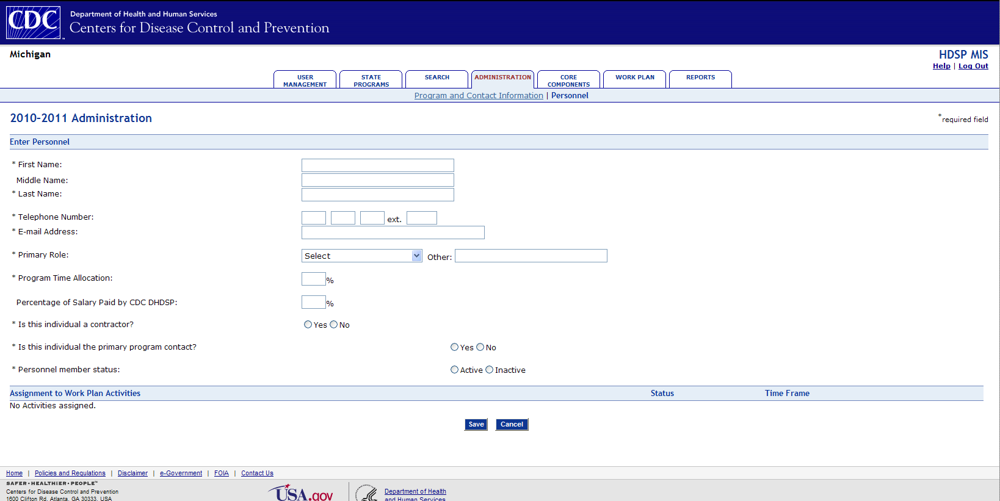 CDC
Department of Health and Human Services
Centers for Disease Control and Prevention
™
Michigan
HDSP MIS
Help | Log Out
USER MANAGEMENT
STATE PROGRAMS
SEARCH
ADMINISTRATION
CORE COMPONENTS
WORK PLAN
REPORTS
Program and Contact Information | Personnel
2010-2011 Administration
*required field
Enter Personnel
* First Name:
Middle Name:
* Last Name:
* Telephone Number: ext.
* E-mail Address:
* Primary Role: Select Other:
* Program Time Allocation: %
Percentage of Salary Paid by CDC DHDSP: %
* Is this individual a contractor? Yes No
* Is this individual the primary program contact? Yes No
* Personnel member status: Active Inactive
Assignment to Work Plan Activities Status Time Frame
No Activities assigned.
Save Cancel
Home | Policies and Regulations | Disclaimer | e-Government | FOIA | Contact Us
SAFER•HEALTHIER•PEOPLE™
Centers for Disease Control and Prevention
1600 Clifton Rd, Atlanta, GA 30333, USA
USA.gov
Department of Health
and Human Services